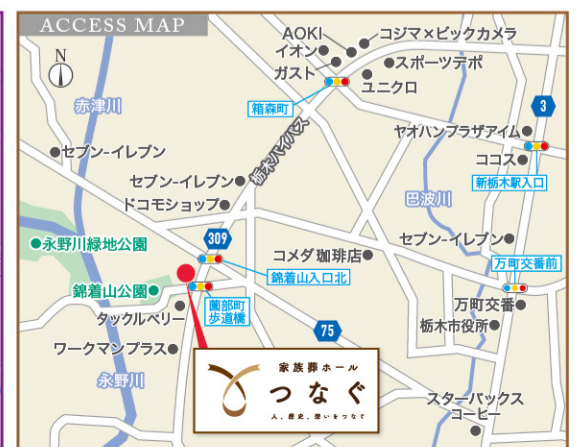 ACCESS MAP
N
AOKI
イオン
ガスト
コジマ×ビックカメラ
スポーツデポ
ユニクロ
箱森町
赤津川
栃木バイパス
3
ヤオハンプラザアイム
ココス
新栃木駅入口
セブン-イレブン
セブン-イレブン
ドコモショップ
巴波川
永野川緑地公園
309
コメダ珈琲店
セブン-イレブン
錦着山入口北
万町交番前
錦着山公園
薗部町
歩道橋
タックルベリー
万町交番
栃木市役所
75
ワークマンプラス
永野川
家族葬ホール
つなぐ
人、歴史、想いをつなぐ
スターバックス
コーヒー